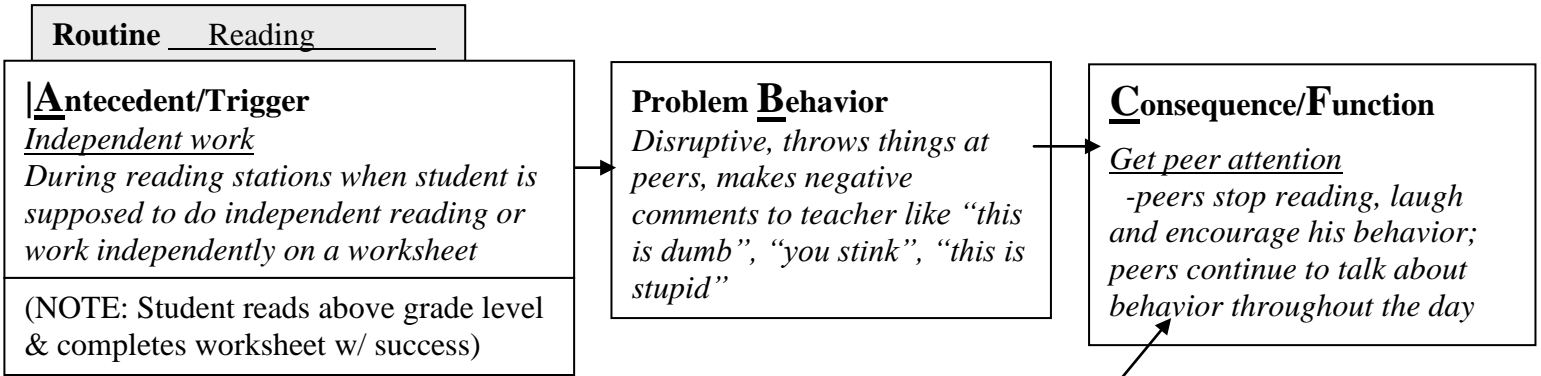 Routine Reading
|Antecedent/Trigger
Independent work
During reading stations when student is
supposed to do independent reading or
work independently on a worksheet
(NOTE: Student reads above grade level
& completes worksheet w/ success)
Problem Behavior
Disruptive, throws things at
peers, makes negative
comments to teacher like “this
is dumb”, “you stink”, “this is
stupid”
Consequence/Function
Get peer attention
-peers stop reading, laugh
and encourage his behavior;
peers continue to talk about
behavior throughout the day